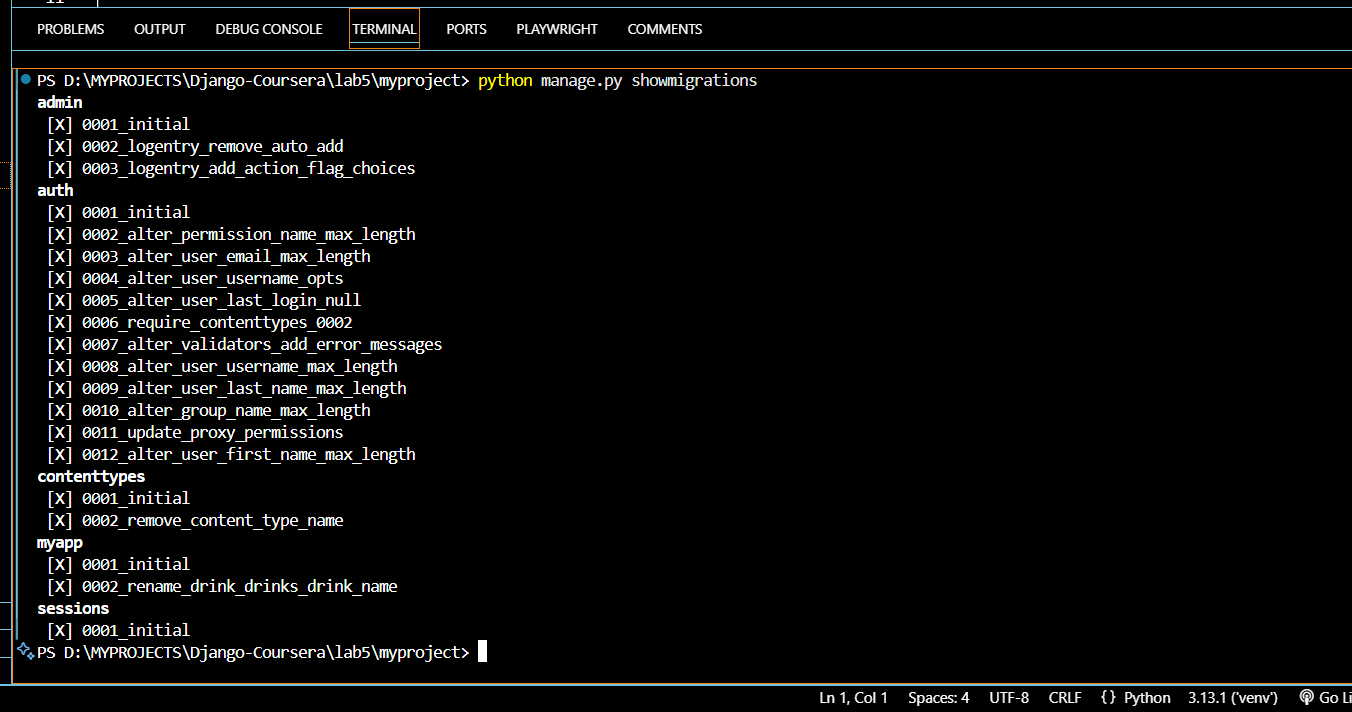 PROBLEMS OUTPUT DEBUG CONSOLE TERMINAL PORTS PLAYWRIGHT COMMENTS
PS D:\MYPROJECTS\Django-Coursera\lab5\myproject> python manage.py showmigrations
admin
[X] 0001_initial
[X] 0002_logentry_remove_auto_add
[X] 0003_logentry_add_action_flag_choices
auth
[X] 0001_initial
[X] 0002_alter_permission_name_max_length
[X] 0003_alter_user_email_max_length
[X] 0004_alter_user_username_opts
[X] 0005_alter_user_last_login_null
[X] 0006_require_contenttypes_0002
[X] 0007_alter_validators_add_error_messages
[X] 0008_alter_user_username_max_length
[X] 0009_alter_user_last_name_max_length
[X] 0010_alter_group_name_max_length
[X] 0011_update_proxy_permissions
[X] 0012_alter_user_first_name_max_length
contenttypes
[X] 0001_initial
[X] 0002_remove_content_type_name
myapp
[X] 0001_initial
[X] 0002_rename_drink_drinks_drink_name
sessions
[X] 0001_initial
PS D:\MYPROJECTS\Django-Coursera\lab5\myproject>
Ln 1, Col 1 Spaces: 4 UTF-8 CRLF {} Python 3.13.1 ('venv') Go Li